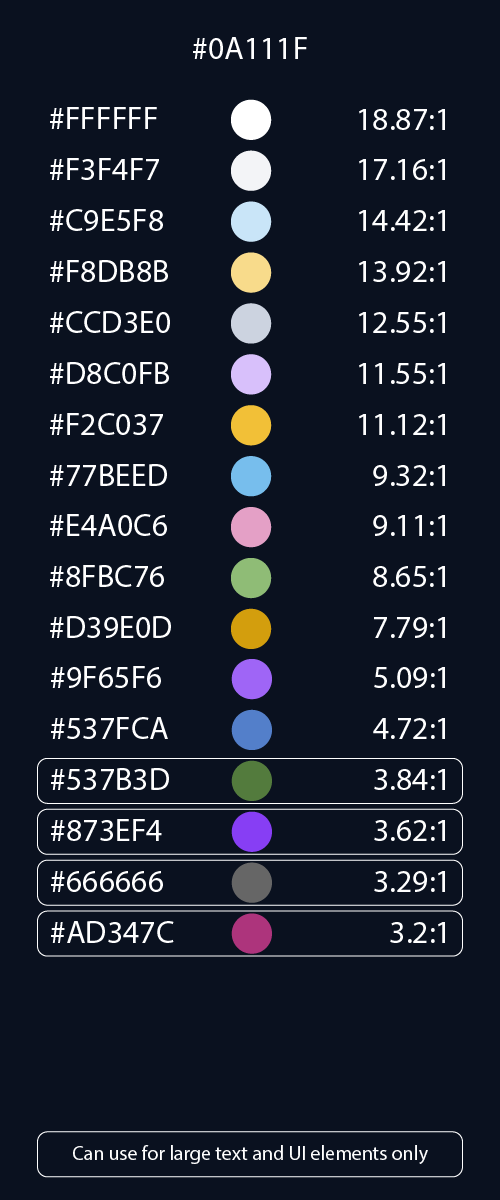 #0A111F
#FFFFFF 18.87:1
#F3F4F7 17.16:1
#C9E5F8 14.42:1
#F8DB8B 13.92:1
#CCD3E0 12.55:1
#D8C0FB 11.55:1
#F2C037 11.12:1
#77BEED 9.32:1
#E4A0C6 9.11:1
#8FBC76 8.65:1
#D39E0D 7.79:1
#9F65F6 5.09:1
#537FCA 4.72:1
#537B3D 3.84:1
#873EF4 3.62:1
#666666 3.29:1
#AD347C 3.2:1
Can use for large text and UI elements only